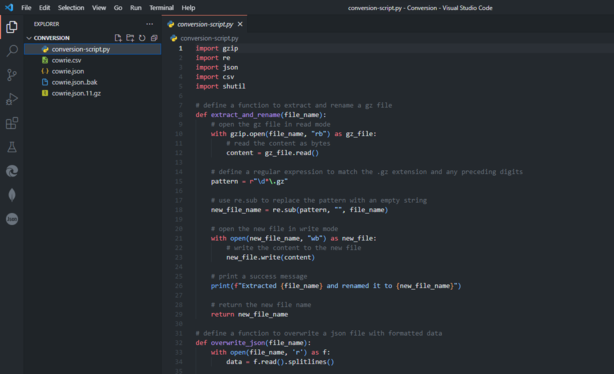 File Edit Selection View Go Run Terminal Help conversion-script.py - Conversion - Visual Studio Code
EXPLORER
CONVERSION
conversion-script.py
cowrie.csv
{ } cowrie.json
cowrie.json.bak
cowrie.json.11.gz
conversion-script.py
conversion-script.py
1 import gzip
2 import re
3 import json
4 import csv
5 import shutil
6
7 # define a function to extract and rename a gz file
8 def extract_and_rename(file_name):
9 # open the gz file in read mode
10 with gzip.open(file_name, "rb") as gz_file:
11 # read the content as bytes
12 content = gz_file.read()
13
14 # define a regular expression to match the .gz extension and any preceding digits
15 pattern = r"\d*\.gz"
16
17 # use re.sub to replace the pattern with an empty string
18 new_file_name = re.sub(pattern, "", file_name)
19
20 # open the new file in write mode
21 with open(new_file_name, "wb") as new_file:
22 # write the content to the new file
23 new_file.write(content)
24
25 # print a success message
26 print(f"Extracted {file_name} and renamed it to {new_file_name}")
27
28 # return the new file name
29 return new_file_name
30
31 # define a function to overwrite a json file with formatted data
32 def overwrite_json(file_name):
33 with open(file_name, 'r') as f:
34 data = f.read().splitlines()